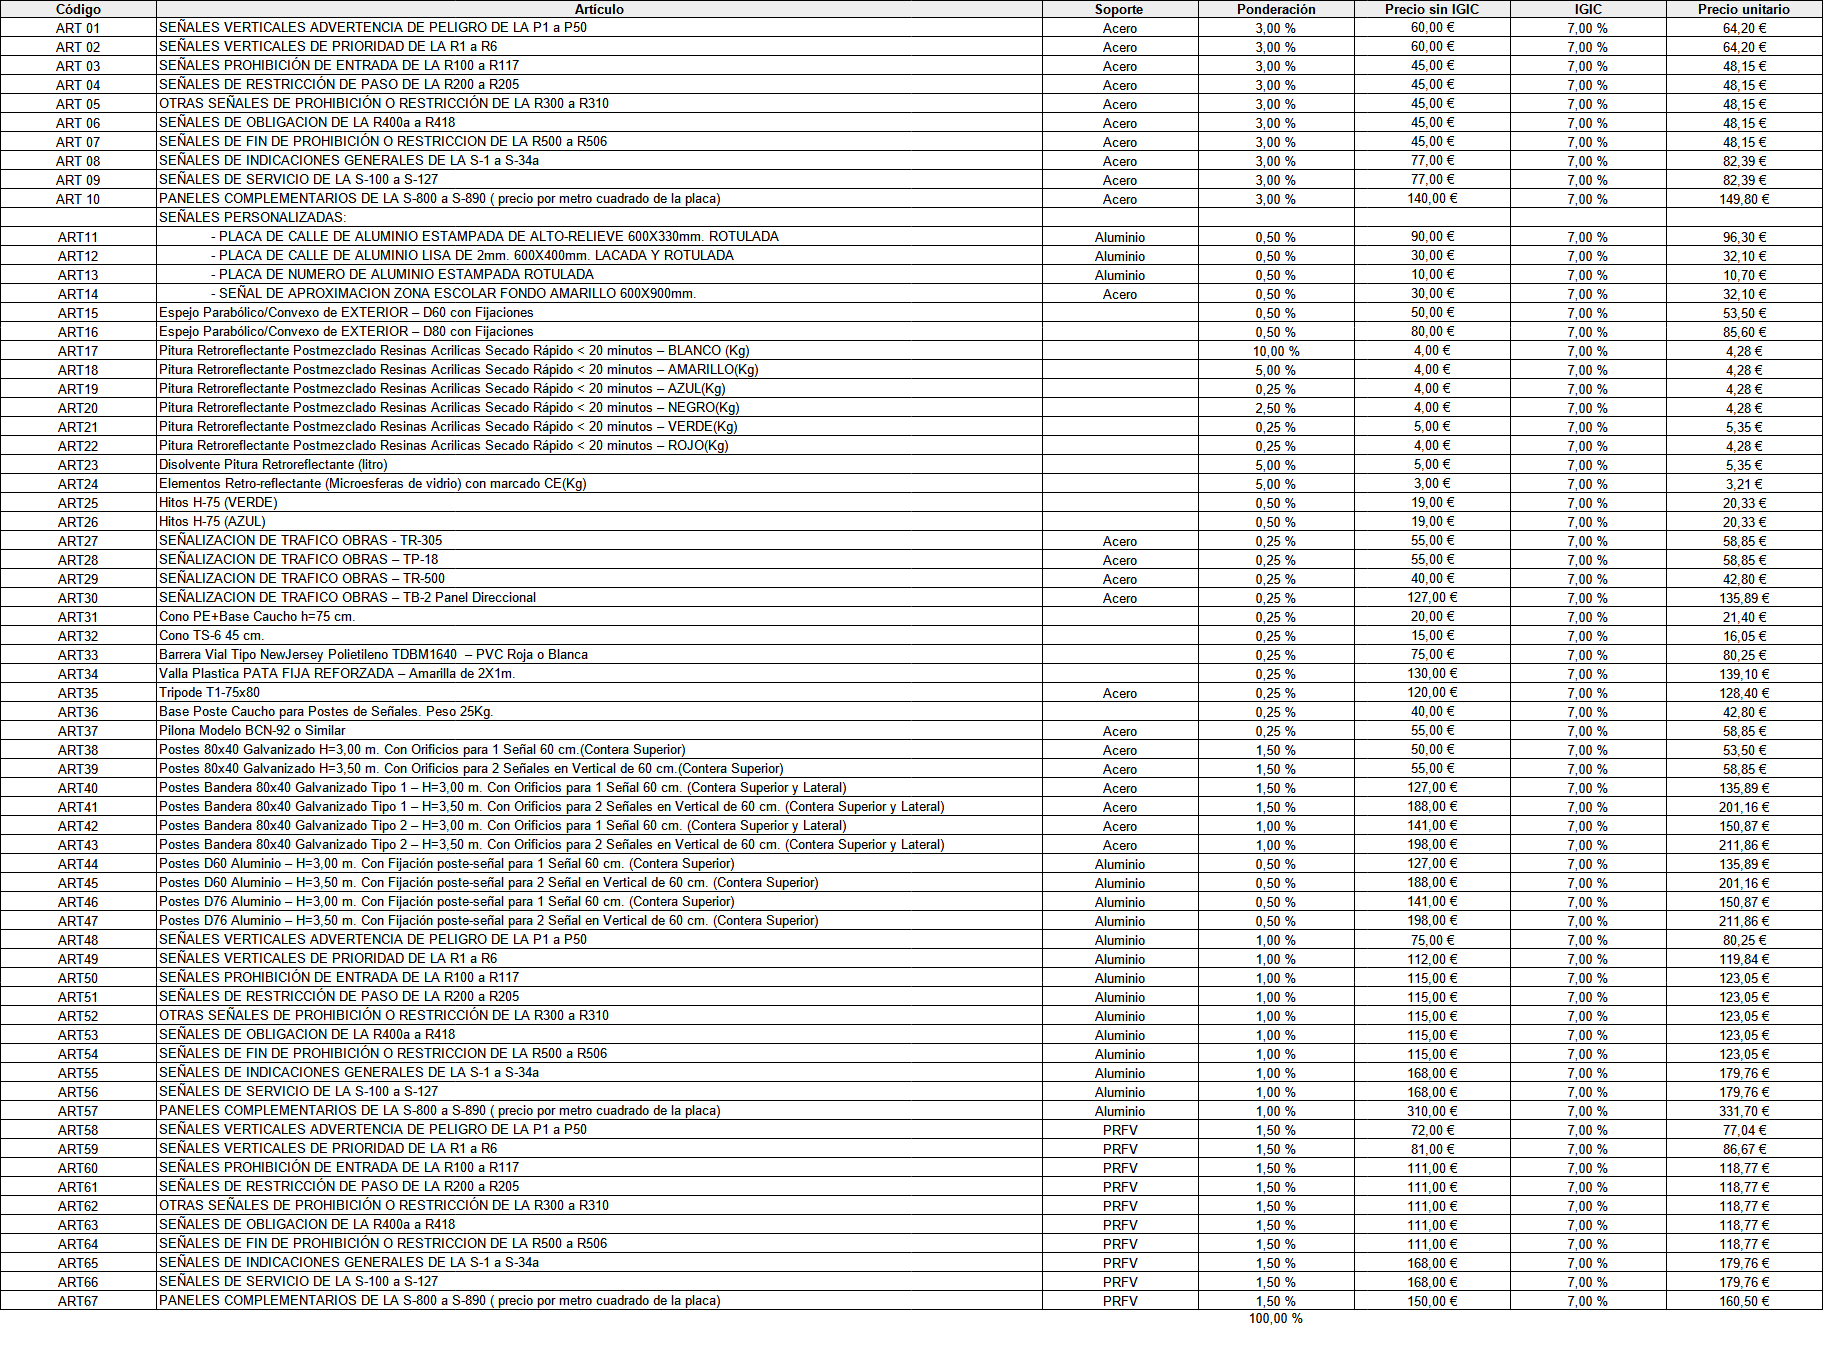 Código Artículo Soporte Ponderación Precio sin IGIC IGIC Precio unitario
ART 01 SEÑALES VERTICALES ADVERTENCIA DE PELIGRO DE LA P1 a P50 Acero 3,00 % 60,00 € 7,00 % 64,20 €
ART 02 SEÑALES VERTICALES DE PRIORIDAD DE LA R1 a R6 Acero 3,00 % 60,00 € 7,00 % 64,20 €
ART 03 SEÑALES PROHIBICIÓN DE ENTRADA DE LA R100 a R117 Acero 3,00 % 45,00 € 7,00 % 48,15 €
ART 04 SEÑALES DE RESTRICCIÓN DE PASO DE LA R200 a R205 Acero 3,00 % 45,00 € 7,00 % 48,15 €
ART 05 OTRAS SEÑALES DE PROHIBICIÓN O RESTRICCIÓN DE LA R300 a R310 Acero 3,00 % 45,00 € 7,00 % 48,15 €
ART 06 SEÑALES DE OBLIGACION DE LA R400a a R418 Acero 3,00 % 45,00 € 7,00 % 48,15 €
ART 07 SEÑALES DE FIN DE PROHIBICIÓN O RESTRICCION DE LA R500 a R506 Acero 3,00 % 45,00 € 7,00 % 48,15 €
ART 08 SEÑALES DE INDICACIONES GENERALES DE LA S-1 a S-34a Acero 3,00 % 77,00 € 7,00 % 82,39 €
ART 09 SEÑALES DE SERVICIO DE LA S-100 a S-127 Acero 3,00 % 77,00 € 7,00 % 82,39 €
ART 10 PANELES COMPLEMENTARIOS DE LA S-800 a S-890 ( precio por metro cuadrado de la placa) Acero 3,00 % 140,00 € 7,00 % 149,80 €
SEÑALES PERSONALIZADAS:
ART11 - PLACA DE CALLE DE ALUMINIO ESTAMPADA DE ALTO-RELIEVE 600X330mm. ROTULADA Aluminio 0,50 % 90,00 € 7,00 % 96,30 €
ART12 - PLACA DE CALLE DE ALUMINIO LISA DE 2mm. 600X400mm. LACADA Y ROTULADA Aluminio 0,50 % 30,00 € 7,00 % 32,10 €
ART13 - PLACA DE NUMERO DE ALUMINIO ESTAMPADA ROTULADA Aluminio 0,50 % 10,00 € 7,00 % 10,70 €
ART14 - SEÑAL DE APROXIMACION ZONA ESCOLAR FONDO AMARILLO 600X900mm. Acero 0,50 % 30,00 € 7,00 % 32,10 €
ART15 Espejo Parabólico/Convexo de EXTERIOR – D60 con Fijaciones 0,50 % 50,00 € 7,00 % 53,50 €
ART16 Espejo Parabólico/Convexo de EXTERIOR – D80 con Fijaciones 0,50 % 80,00 € 7,00 % 85,60 €
ART17 Pitura Retroreflectante Postmezclado Resinas Acrilicas Secado Rápido < 20 minutos – BLANCO (Kg) 10,00 % 4,00 € 7,00 % 4,28 €
ART18 Pitura Retroreflectante Postmezclado Resinas Acrilicas Secado Rápido < 20 minutos – AMARILLO(Kg) 5,00 % 4,00 € 7,00 % 4,28 €
ART19 Pitura Retroreflectante Postmezclado Resinas Acrilicas Secado Rápido < 20 minutos – AZUL(Kg) 0,25 % 4,00 € 7,00 % 4,28 €
ART20 Pitura Retroreflectante Postmezclado Resinas Acrilicas Secado Rápido < 20 minutos – NEGRO(Kg) 2,50 % 4,00 € 7,00 % 4,28 €
ART21 Pitura Retroreflectante Postmezclado Resinas Acrilicas Secado Rápido < 20 minutos – VERDE(Kg) 0,25 % 5,00 € 7,00 % 5,35 €
ART22 Pitura Retroreflectante Postmezclado Resinas Acrilicas Secado Rápido < 20 minutos – ROJO(Kg) 0,25 % 4,00 € 7,00 % 4,28 €
ART23 Disolvente Pitura Retroreflectante (litro) 5,00 % 5,00 € 7,00 % 5,35 €
ART24 Elementos Retro-reflectante (Microesferas de vidrio) con marcado CE(Kg) 5,00 % 3,00 € 7,00 % 3,21 €
ART25 Hitos H-75 (VERDE) 0,50 % 19,00 € 7,00 % 20,33 €
ART26 Hitos H-75 (AZUL) 0,50 % 19,00 € 7,00 % 20,33 €
ART27 SEÑALIZACION DE TRAFICO OBRAS - TR-305 Acero 0,25 % 55,00 € 7,00 % 58,85 €
ART28 SEÑALIZACION DE TRAFICO OBRAS – TP-18 Acero 0,25 % 55,00 € 7,00 % 58,85 €
ART29 SEÑALIZACION DE TRAFICO OBRAS – TR-500 Acero 0,25 % 40,00 € 7,00 % 42,80 €
ART30 SEÑALIZACION DE TRAFICO OBRAS – TB-2 Panel Direccional Acero 0,25 % 127,00 € 7,00 % 135,89 €
ART31 Cono PE+Base Caucho h=75 cm. 0,25 % 20,00 € 7,00 % 21,40 €
ART32 Cono TS-6 45 cm. 0,25 % 15,00 € 7,00 % 16,05 €
ART33 Barrera Vial Tipo NewJersey Polietileno TDBM1640 – PVC Roja o Blanca 0,25 % 75,00 € 7,00 % 80,25 €
ART34 Valla Plastica PATA FIJA REFORZADA – Amarilla de 2X1m. 0,25 % 130,00 € 7,00 % 139,10 €
ART35 Tripode T1-75x80 Acero 0,25 % 120,00 € 7,00 % 128,40 €
ART36 Base Poste Caucho para Postes de Señales. Peso 25Kg. 0,25 % 40,00 € 7,00 % 42,80 €
ART37 Pilona Modelo BCN-92 o Similar Acero 0,25 % 55,00 € 7,00 % 58,85 €
ART38 Postes 80x40 Galvanizado H=3,00 m. Con Orificios para 1 Señal 60 cm.(Contera Superior) Acero 1,50 % 50,00 € 7,00 % 53,50 €
ART39 Postes 80x40 Galvanizado H=3,50 m. Con Orificios para 2 Señales en Vertical de 60 cm.(Contera Superior) Acero 1,50 % 55,00 € 7,00 % 58,85 €
ART40 Postes Bandera 80x40 Galvanizado Tipo 1 – H=3,00 m. Con Orificios para 1 Señal 60 cm. (Contera Superior y Lateral) Acero 1,50 % 127,00 € 7,00 % 135,89 €
ART41 Postes Bandera 80x40 Galvanizado Tipo 1 – H=3,50 m. Con Orificios para 2 Señales en Vertical de 60 cm. (Contera Superior y Lateral) Acero 1,50 % 188,00 € 7,00 % 201,16 €
ART42 Postes Bandera 80x40 Galvanizado Tipo 2 – H=3,00 m. Con Orificios para 1 Señal 60 cm. (Contera Superior y Lateral) Acero 1,00 % 141,00 € 7,00 % 150,87 €
ART43 Postes Bandera 80x40 Galvanizado Tipo 2 – H=3,50 m. Con Orificios para 2 Señales en Vertical de 60 cm. (Contera Superior y Lateral) Acero 1,00 % 198,00 € 7,00 % 211,86 €
ART44 Postes D60 Aluminio – H=3,00 m. Con Fijación poste-señal para 1 Señal 60 cm. (Contera Superior) Aluminio 0,50 % 127,00 € 7,00 % 135,89 €
ART45 Postes D60 Aluminio – H=3,50 m. Con Fijación poste-señal para 2 Señal en Vertical de 60 cm. (Contera Superior) Aluminio 0,50 % 188,00 € 7,00 % 201,16 €
ART46 Postes D76 Aluminio – H=3,00 m. Con Fijación poste-señal para 1 Señal 60 cm. (Contera Superior) Aluminio 0,50 % 141,00 € 7,00 % 150,87 €
ART47 Postes D76 Aluminio – H=3,50 m. Con Fijación poste-señal para 2 Señal en Vertical de 60 cm. (Contera Superior) Aluminio 0,50 % 198,00 € 7,00 % 211,86 €
ART48 SEÑALES VERTICALES ADVERTENCIA DE PELIGRO DE LA P1 a P50 Aluminio 1,00 % 75,00 € 7,00 % 80,25 €
ART49 SEÑALES VERTICALES DE PRIORIDAD DE LA R1 a R6 Aluminio 1,00 % 112,00 € 7,00 % 119,84 €
ART50 SEÑALES PROHIBICIÓN DE ENTRADA DE LA R100 a R117 Aluminio 1,00 % 115,00 € 7,00 % 123,05 €
ART51 SEÑALES DE RESTRICCIÓN DE PASO DE LA R200 a R205 Aluminio 1,00 % 115,00 € 7,00 % 123,05 €
ART52 OTRAS SEÑALES DE PROHIBICIÓN O RESTRICCIÓN DE LA R300 a R310 Aluminio 1,00 % 115,00 € 7,00 % 123,05 €
ART53 SEÑALES DE OBLIGACION DE LA R400a a R418 Aluminio 1,00 % 115,00 € 7,00 % 123,05 €
ART54 SEÑALES DE FIN DE PROHIBICIÓN O RESTRICCION DE LA R500 a R506 Aluminio 1,00 % 115,00 € 7,00 % 123,05 €
ART55 SEÑALES DE INDICACIONES GENERALES DE LA S-1 a S-34a Aluminio 1,00 % 168,00 € 7,00 % 179,76 €
ART56 SEÑALES DE SERVICIO DE LA S-100 a S-127 Aluminio 1,00 % 168,00 € 7,00 % 179,76 €
ART57 PANELES COMPLEMENTARIOS DE LA S-800 a S-890 ( precio por metro cuadrado de la placa) Aluminio 1,00 % 310,00 € 7,00 % 331,70 €
ART58 SEÑALES VERTICALES ADVERTENCIA DE PELIGRO DE LA P1 a P50 PRFV 1,50 % 72,00 € 7,00 % 77,04 €
ART59 SEÑALES VERTICALES DE PRIORIDAD DE LA R1 a R6 PRFV 1,50 % 81,00 € 7,00 % 86,67 €
ART60 SEÑALES PROHIBICIÓN DE ENTRADA DE LA R100 a R117 PRFV 1,50 % 111,00 € 7,00 % 118,77 €
ART61 SEÑALES DE RESTRICCIÓN DE PASO DE LA R200 a R205 PRFV 1,50 % 111,00 € 7,00 % 118,77 €
ART62 OTRAS SEÑALES DE PROHIBICIÓN O RESTRICCIÓN DE LA R300 a R310 PRFV 1,50 % 111,00 € 7,00 % 118,77 €
ART63 SEÑALES DE OBLIGACION DE LA R400a a R418 PRFV 1,50 % 111,00 € 7,00 % 118,77 €
ART64 SEÑALES DE FIN DE PROHIBICIÓN O RESTRICCION DE LA R500 a R506 PRFV 1,50 % 111,00 € 7,00 % 118,77 €
ART65 SEÑALES DE INDICACIONES GENERALES DE LA S-1 a S-34a PRFV 1,50 % 168,00 € 7,00 % 179,76 €
ART66 SEÑALES DE SERVICIO DE LA S-100 a S-127 PRFV 1,50 % 168,00 € 7,00 % 179,76 €
ART67 PANELES COMPLEMENTARIOS DE LA S-800 a S-890 ( precio por metro cuadrado de la placa) PRFV 1,50 % 150,00 € 7,00 % 160,50 €
100,00 %